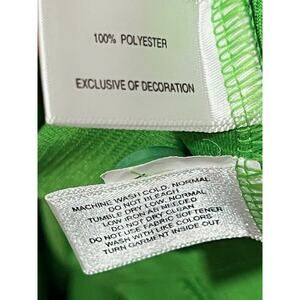 100% POLYESTER
EXCLUSIVE OF DECORATION
MACHINE WASH COLD, NORMAL
DO NOT BLEACH
TUMBLE DRY LOW, NORMAL
LOW IRON AS NEEDED
DO NOT DRY CLEAN
DO NOT USE FABRIC SOFTENER
WASH WITH LIKE COLORS
TURN GARMENT INSIDE OUT